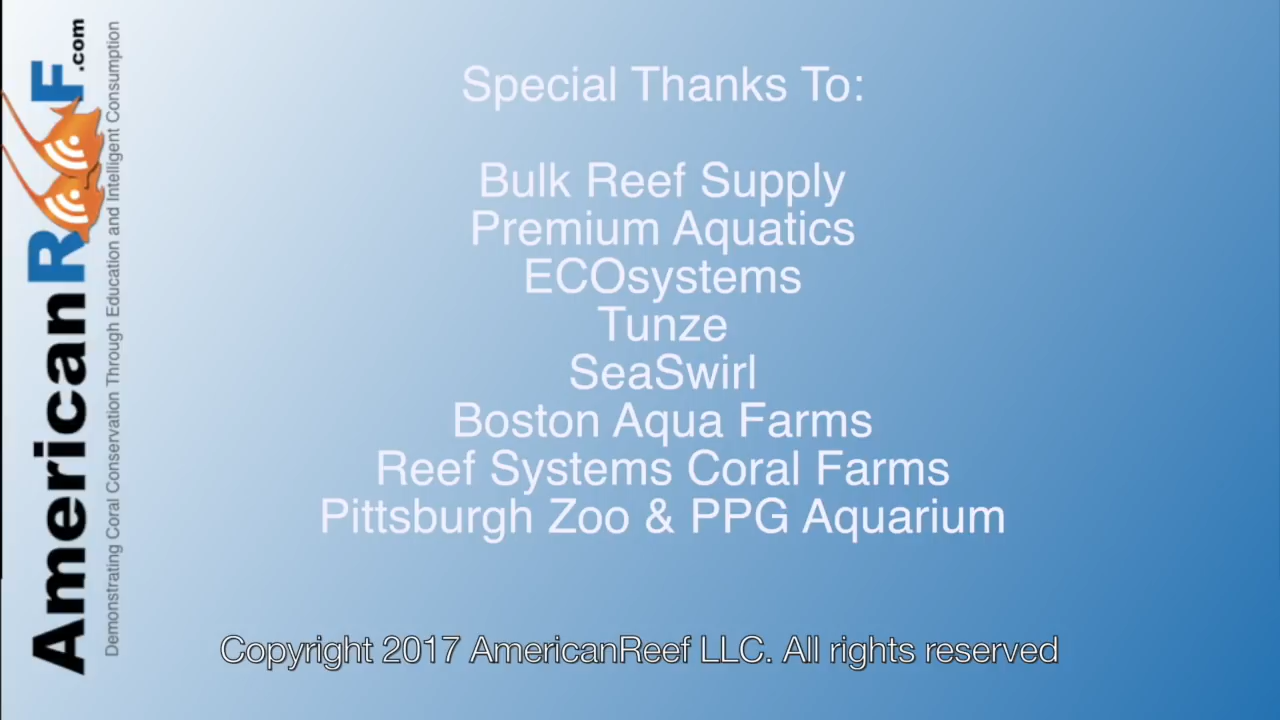 AmericanReeF.com
Demonstrating Coral Conservation Through Education and Intelligent Consumption
Special Thanks To:
Bulk Reef Supply
Premium Aquatics
ECOsystems
Tunze
SeaSwirl
Boston Aqua Farms
Reef Systems Coral Farms
Pittsburgh Zoo & PPG Aquarium
Copyright 2017 AmericanReef LLC. All rights reserved